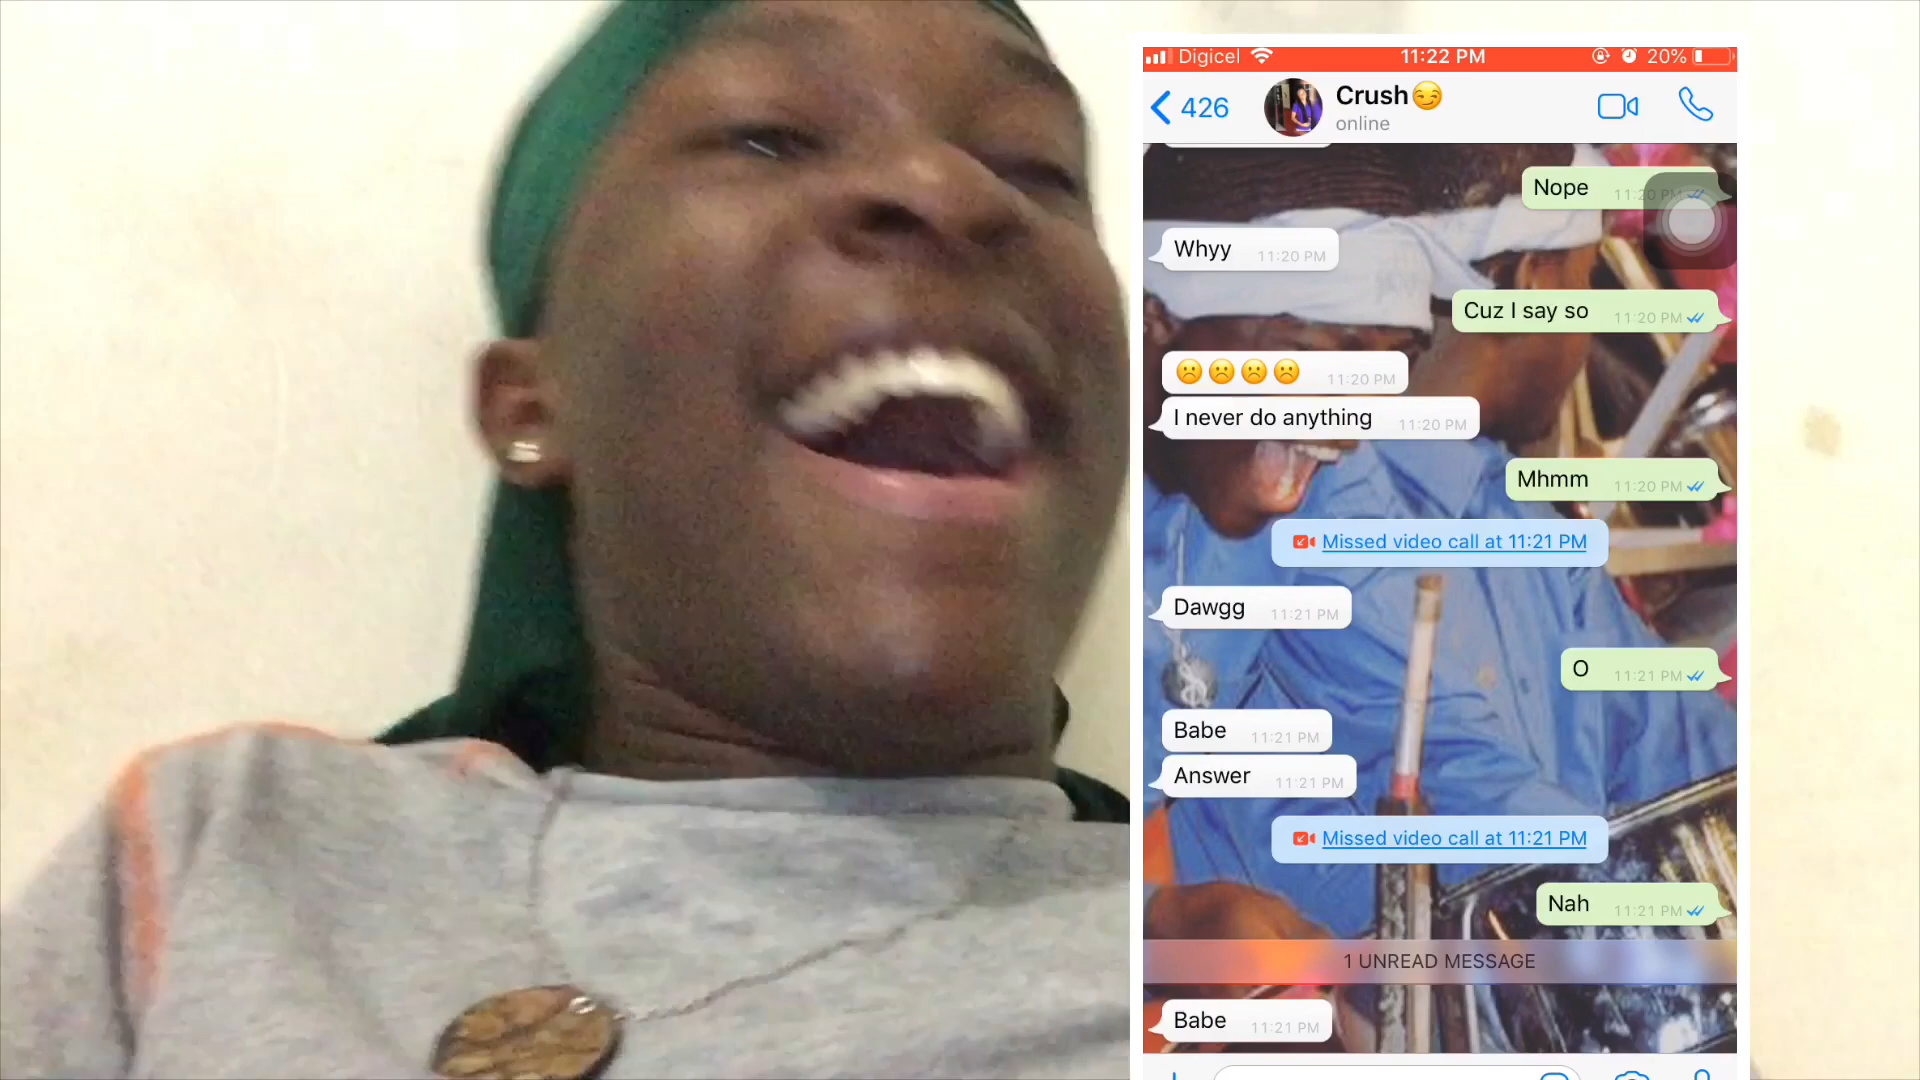 Digicel 11:22 PM 20%
426 Crush😏
online
Nope 11:20 PM
Whyy 11:20 PM
Cuz I say so 11:20 PM
☹️☹️☹️☹️ 11:20 PM
I never do anything 11:20 PM
Mhmm 11:20 PM
Missed video call at 11:21 PM
Dawgg 11:21 PM
O 11:21 PM
Babe 11:21 PM
Answer 11:21 PM
Missed video call at 11:21 PM
Nah 11:21 PM
1 UNREAD MESSAGE
Babe 11:21 PM